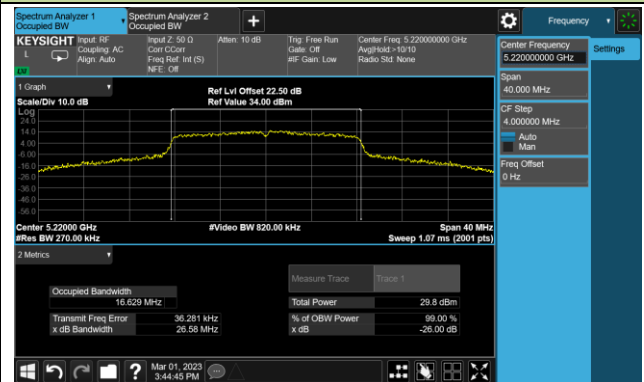 Spectrum Analyzer 1
Occupied BW
Spectrum Analyzer 2
Occupied BW
+
Frequency
KEYSIGHT
L
Input: RF
Coupling: AC
Align: Auto
Input Z: 50 Ω
Corr CCorr
Freq Ref: Int (S)
NFE: Off
Atten: 10 dB
Trig: Free Run
Gate: Off
#IF Gain: Low
Center Freq: 5.220000000 GHz
Avg|Hold:>10/10
Radio Std: None
Center Frequency
5.220000000 GHz
Settings
Span
40.000 MHz
CF Step
4.000000 MHz
Auto
Man
Freq Offset
0 Hz
1 Graph
Scale/Div 10.0 dB
Ref Lvl Offset 22.50 dB
Ref Value 34.00 dBm
Log
24.0
14.0
4.00
-6.00
-16.0
-26.0
-36.0
-46.0
-56.0
Center 5.22000 GHz
#Res BW 270.00 kHz
#Video BW 820.00 kHz
Span 40 MHz
Sweep 1.07 ms (2001 pts)
2 Metrics
Measure Trace
Trace 1
Occupied Bandwidth
16.629 MHz
Total Power
29.8 dBm
Transmit Freq Error
36.281 kHz
% of OBW Power
99.00 %
x dB Bandwidth
26.58 MHz
x dB
-26.00 dB
?
Mar 01, 2023
3:44:45 PM